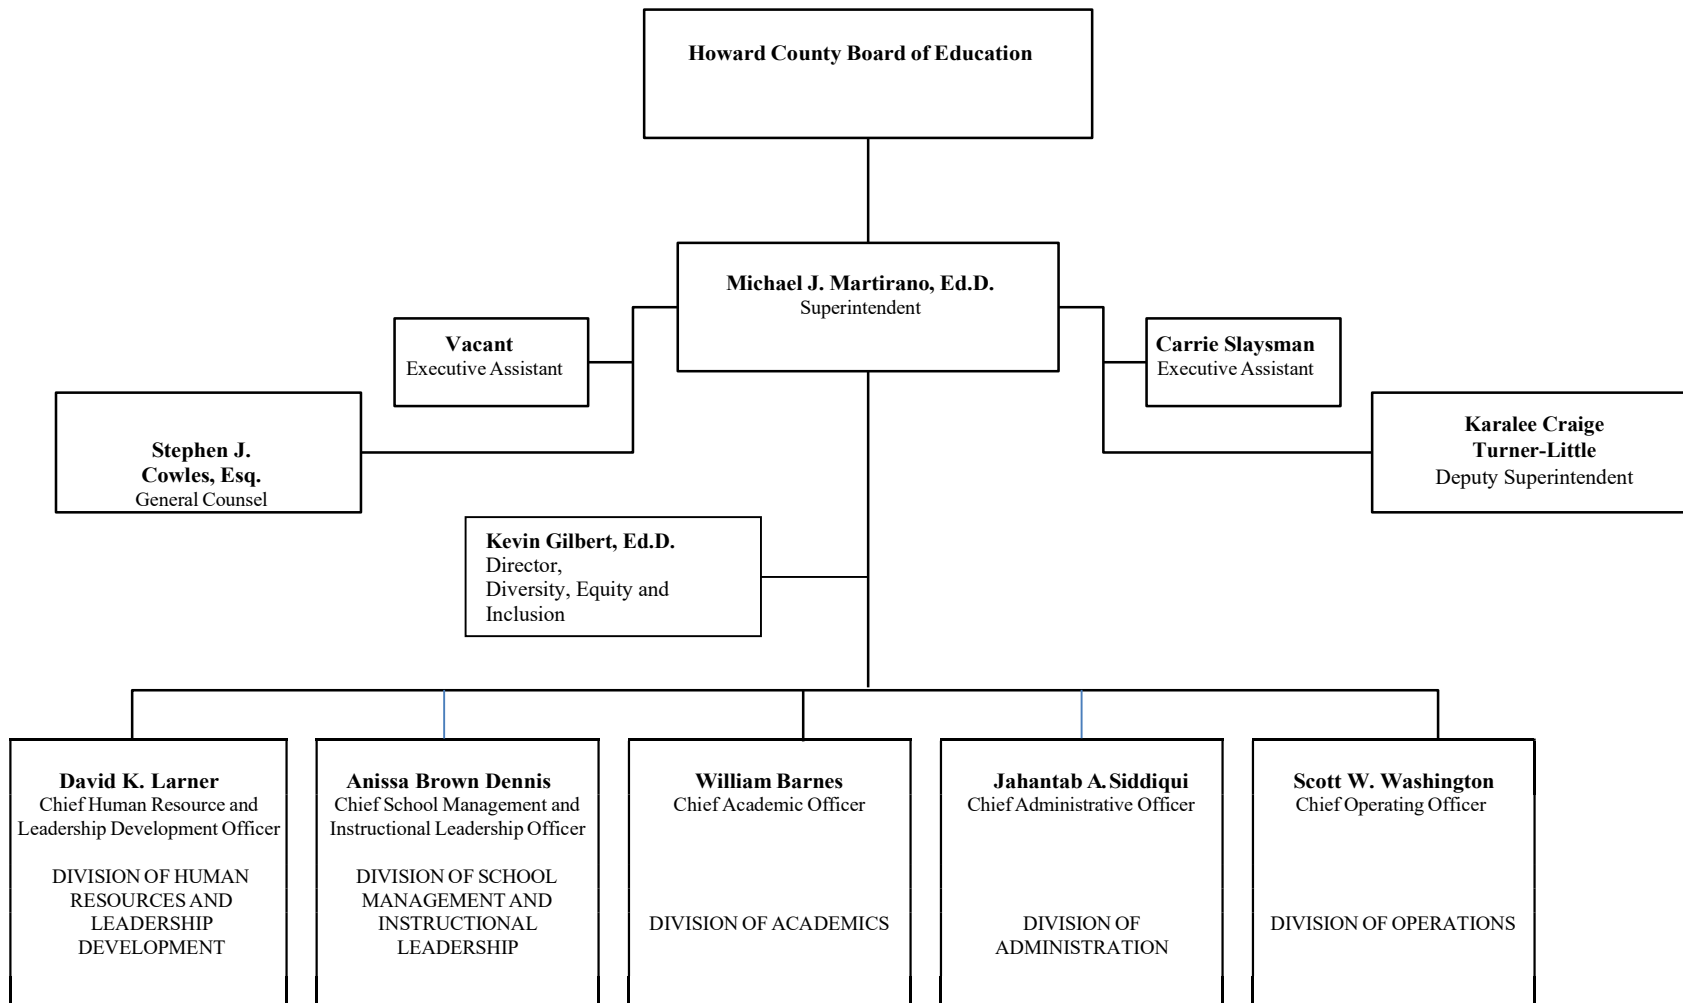 Howard County Board of Education
Michael J. Martirano, Ed.D.
Superintendent
Vacant
Executive Assistant
Carrie Slaysman
Executive Assistant
Stephen J.
Cowles, Esq.
General Counsel
Karalee Craige
Turner-Little
Deputy Superintendent
Kevin Gilbert, Ed.D.
Director,
Diversity, Equity and
Inclusion
David K. Larner
Chief Human Resource and
Leadership Development Officer
DIVISION OF HUMAN
RESOURCES AND
LEADERSHIP
DEVELOPMENT
Anissa Brown Dennis
Chief School Management and
Instructional Leadership Officer
DIVISION OF SCHOOL
MANAGEMENT AND
INSTRUCTIONAL
LEADERSHIP
William Barnes
Chief Academic Officer
DIVISION OF ACADEMICS
Jahantab A. Siddiqui
Chief Administrative Officer
DIVISION OF
ADMINISTRATION
Scott W. Washington
Chief Operating Officer
DIVISION OF OPERATIONS